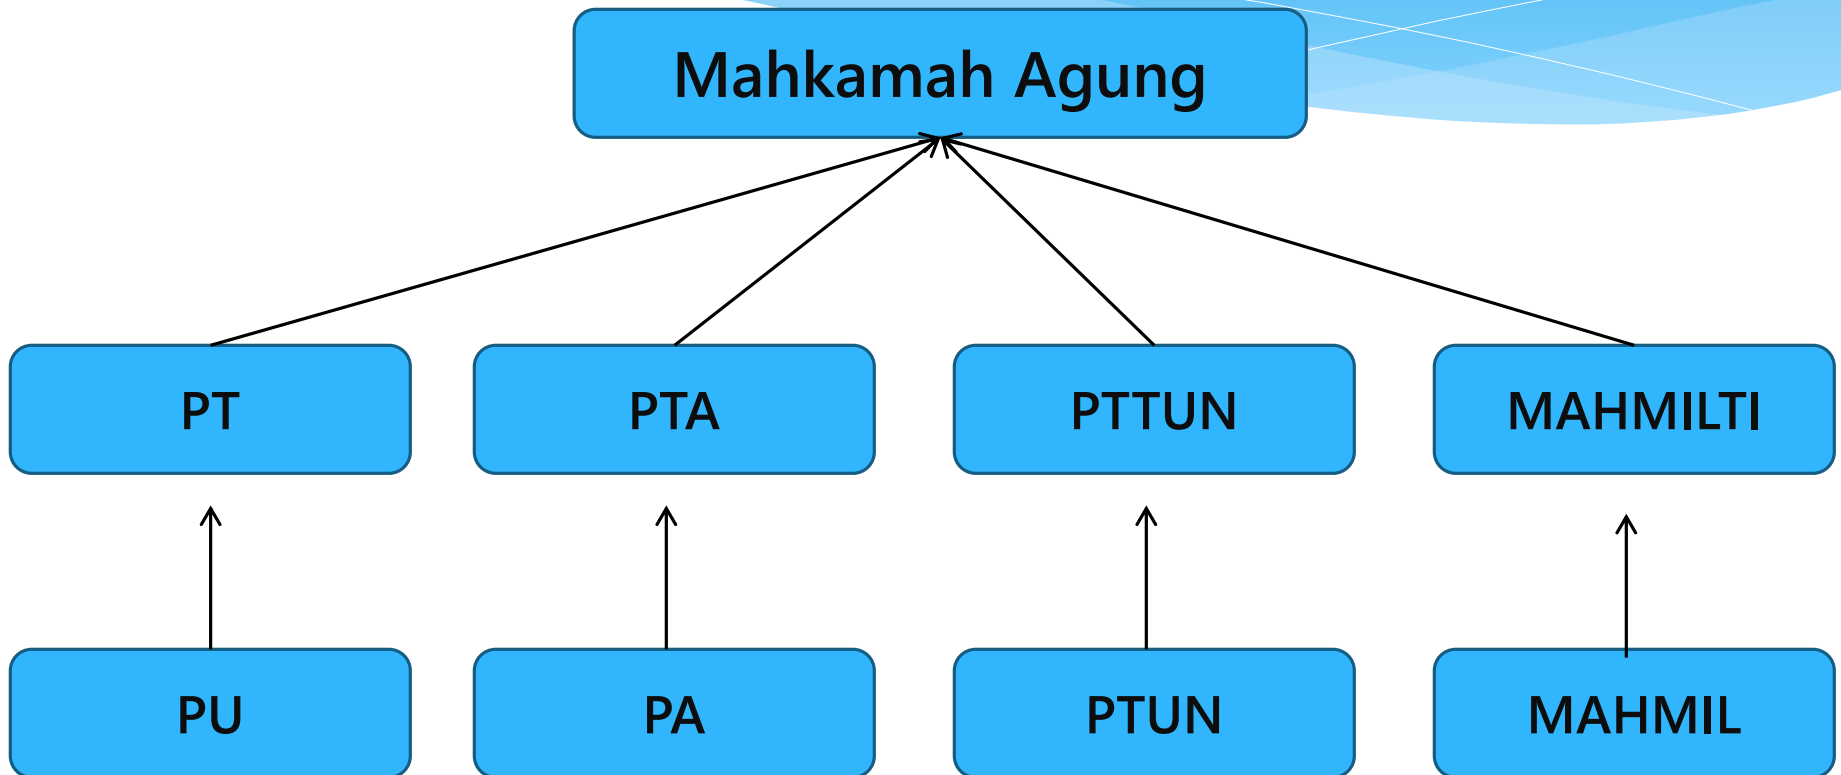 Mahkamah Agung
PT
PTA
PTTUN
MAHMILTI
PU
PA
PTUN
MAHMIL